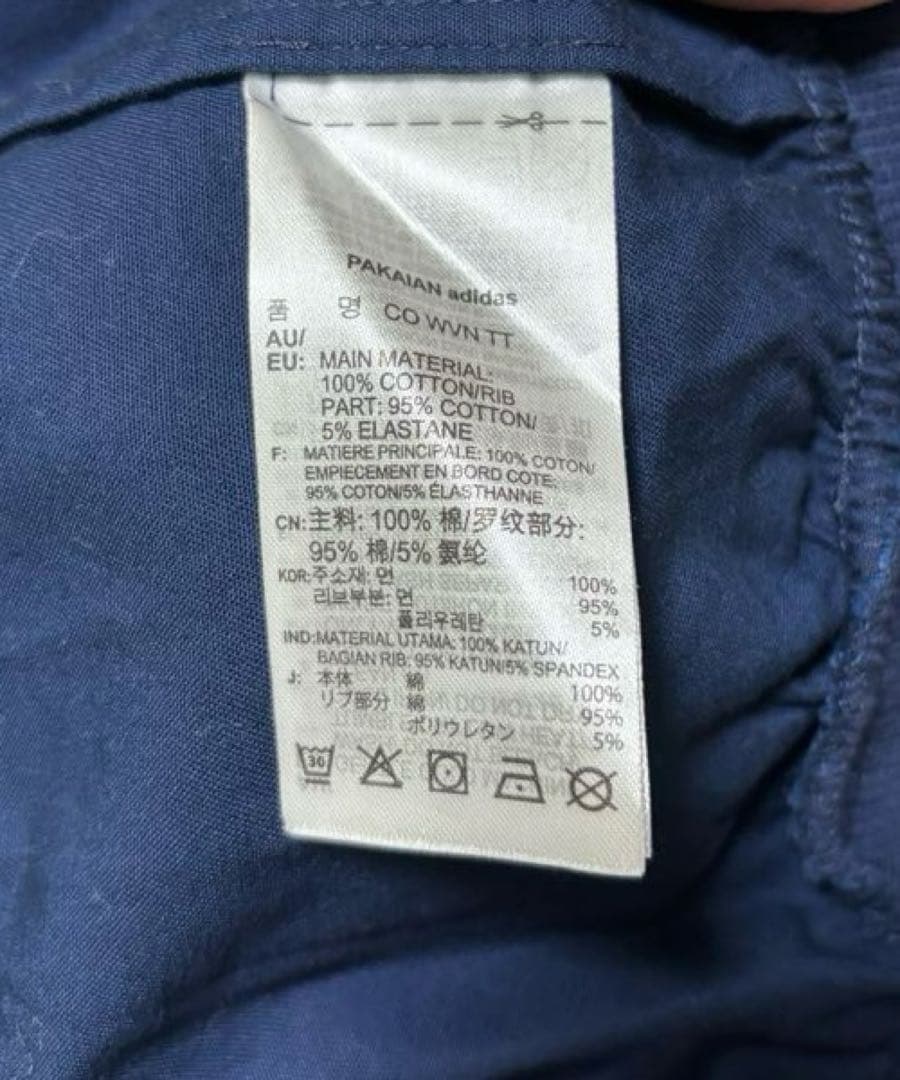 PAKAIAN adidas
품 명 CO WVN TT
AU/
EU: MAIN MATERIAL:
100% COTTON/RIB
PART: 95% COTTON/
5% ELASTANE
F: MATIERE PRINCIPALE: 100% COTON/
EMPIECEMENT EN BORD COTE:
95% COTON/5% ÉLASTHANNE
CN:主料: 100% 棉/罗纹部分:
95% 棉/5% 氨纶
KOR:주소재: 면 100%
리브부분: 면 95%
폴리우레탄 5%
IND:MATERIAL UTAMA: 100% KATUN/
BAGIAN RIB: 95% KATUN/5% SPANDEX
J: 本体 綿 100%
リブ部分 綿 95%
ポリウレタン 5%
30